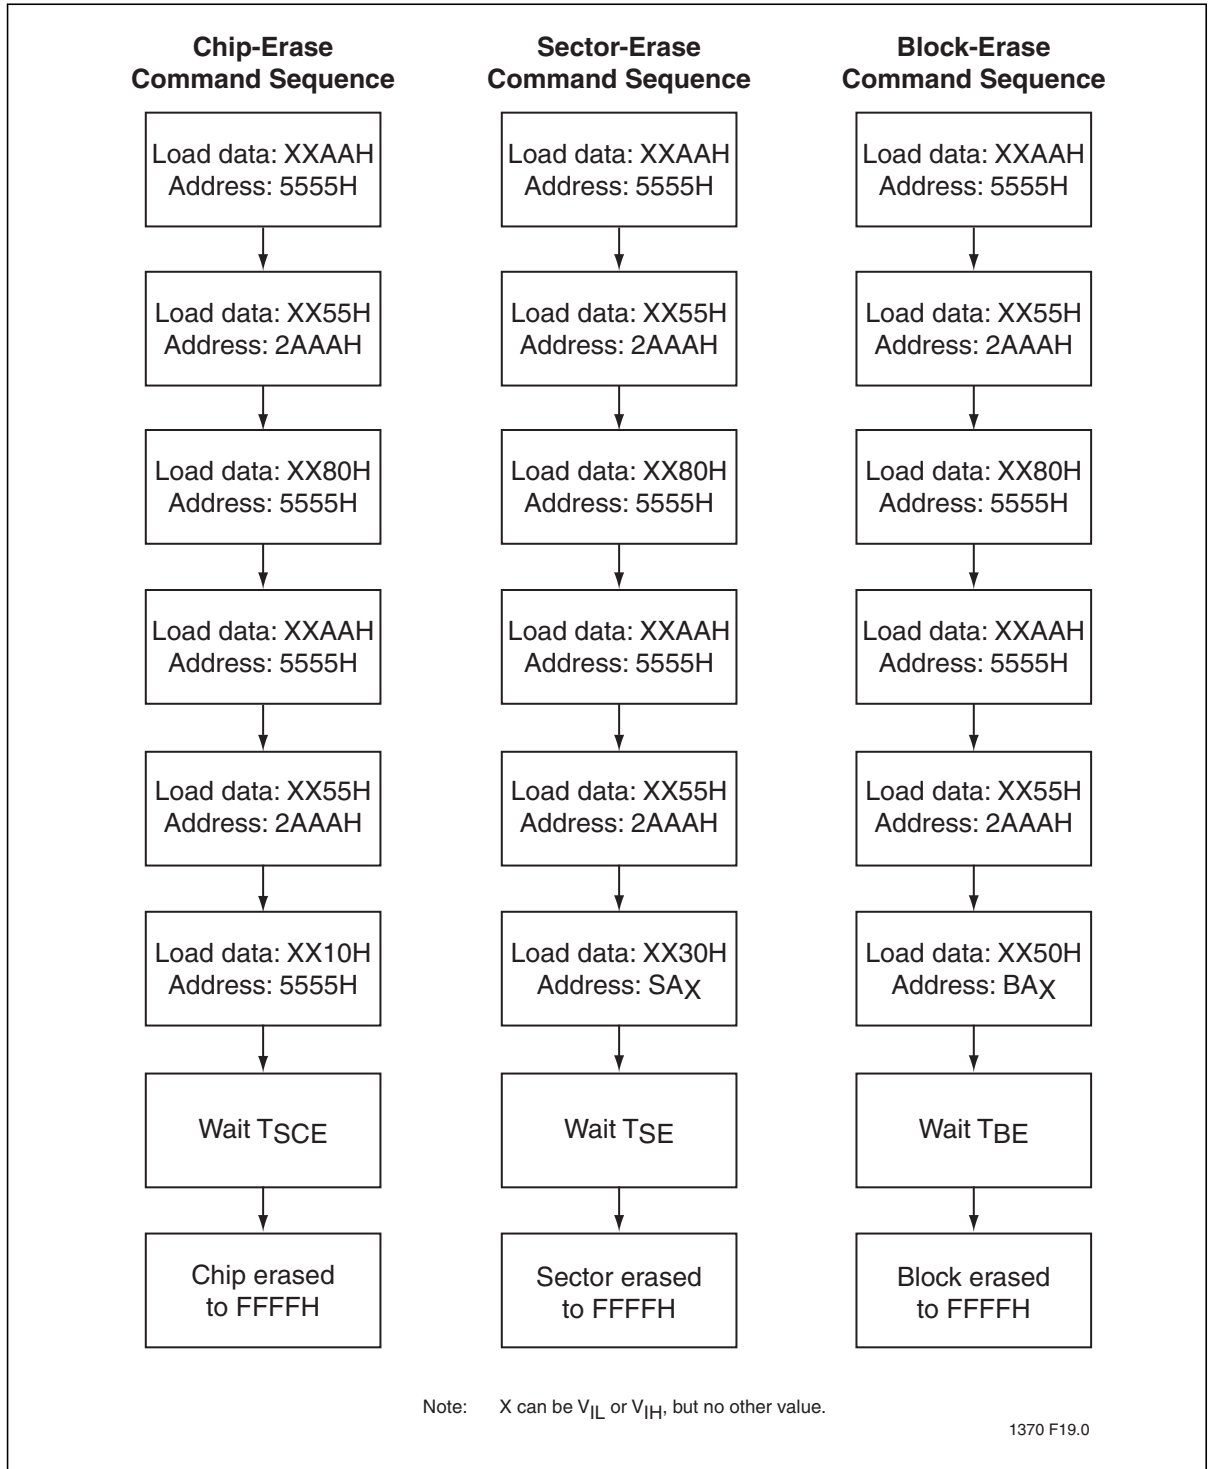 Chip-Erase
Command Sequence
Load data: XXAAH
Address: 5555H
Load data: XX55H
Address: 2AAAH
Load data: XX80H
Address: 5555H
Load data: XXAAH
Address: 5555H
Load data: XX55H
Address: 2AAAH
Load data: XX10H
Address: 5555H
Wait TSCE
Chip erased
to FFFFH
Sector-Erase
Command Sequence
Load data: XXAAH
Address: 5555H
Load data: XX55H
Address: 2AAAH
Load data: XX80H
Address: 5555H
Load data: XXAAH
Address: 5555H
Load data: XX55H
Address: 2AAAH
Load data: XX30H
Address: SAX
Wait TSE
Sector erased
to FFFFH
Block-Erase
Command Sequence
Load data: XXAAH
Address: 5555H
Load data: XX55H
Address: 2AAAH
Load data: XX80H
Address: 5555H
Load data: XXAAH
Address: 5555H
Load data: XX55H
Address: 2AAAH
Load data: XX50H
Address: BAX
Wait TBE
Block erased
to FFFFH
Note: X can be VIL or VIH, but no other value.
1370 F19.0